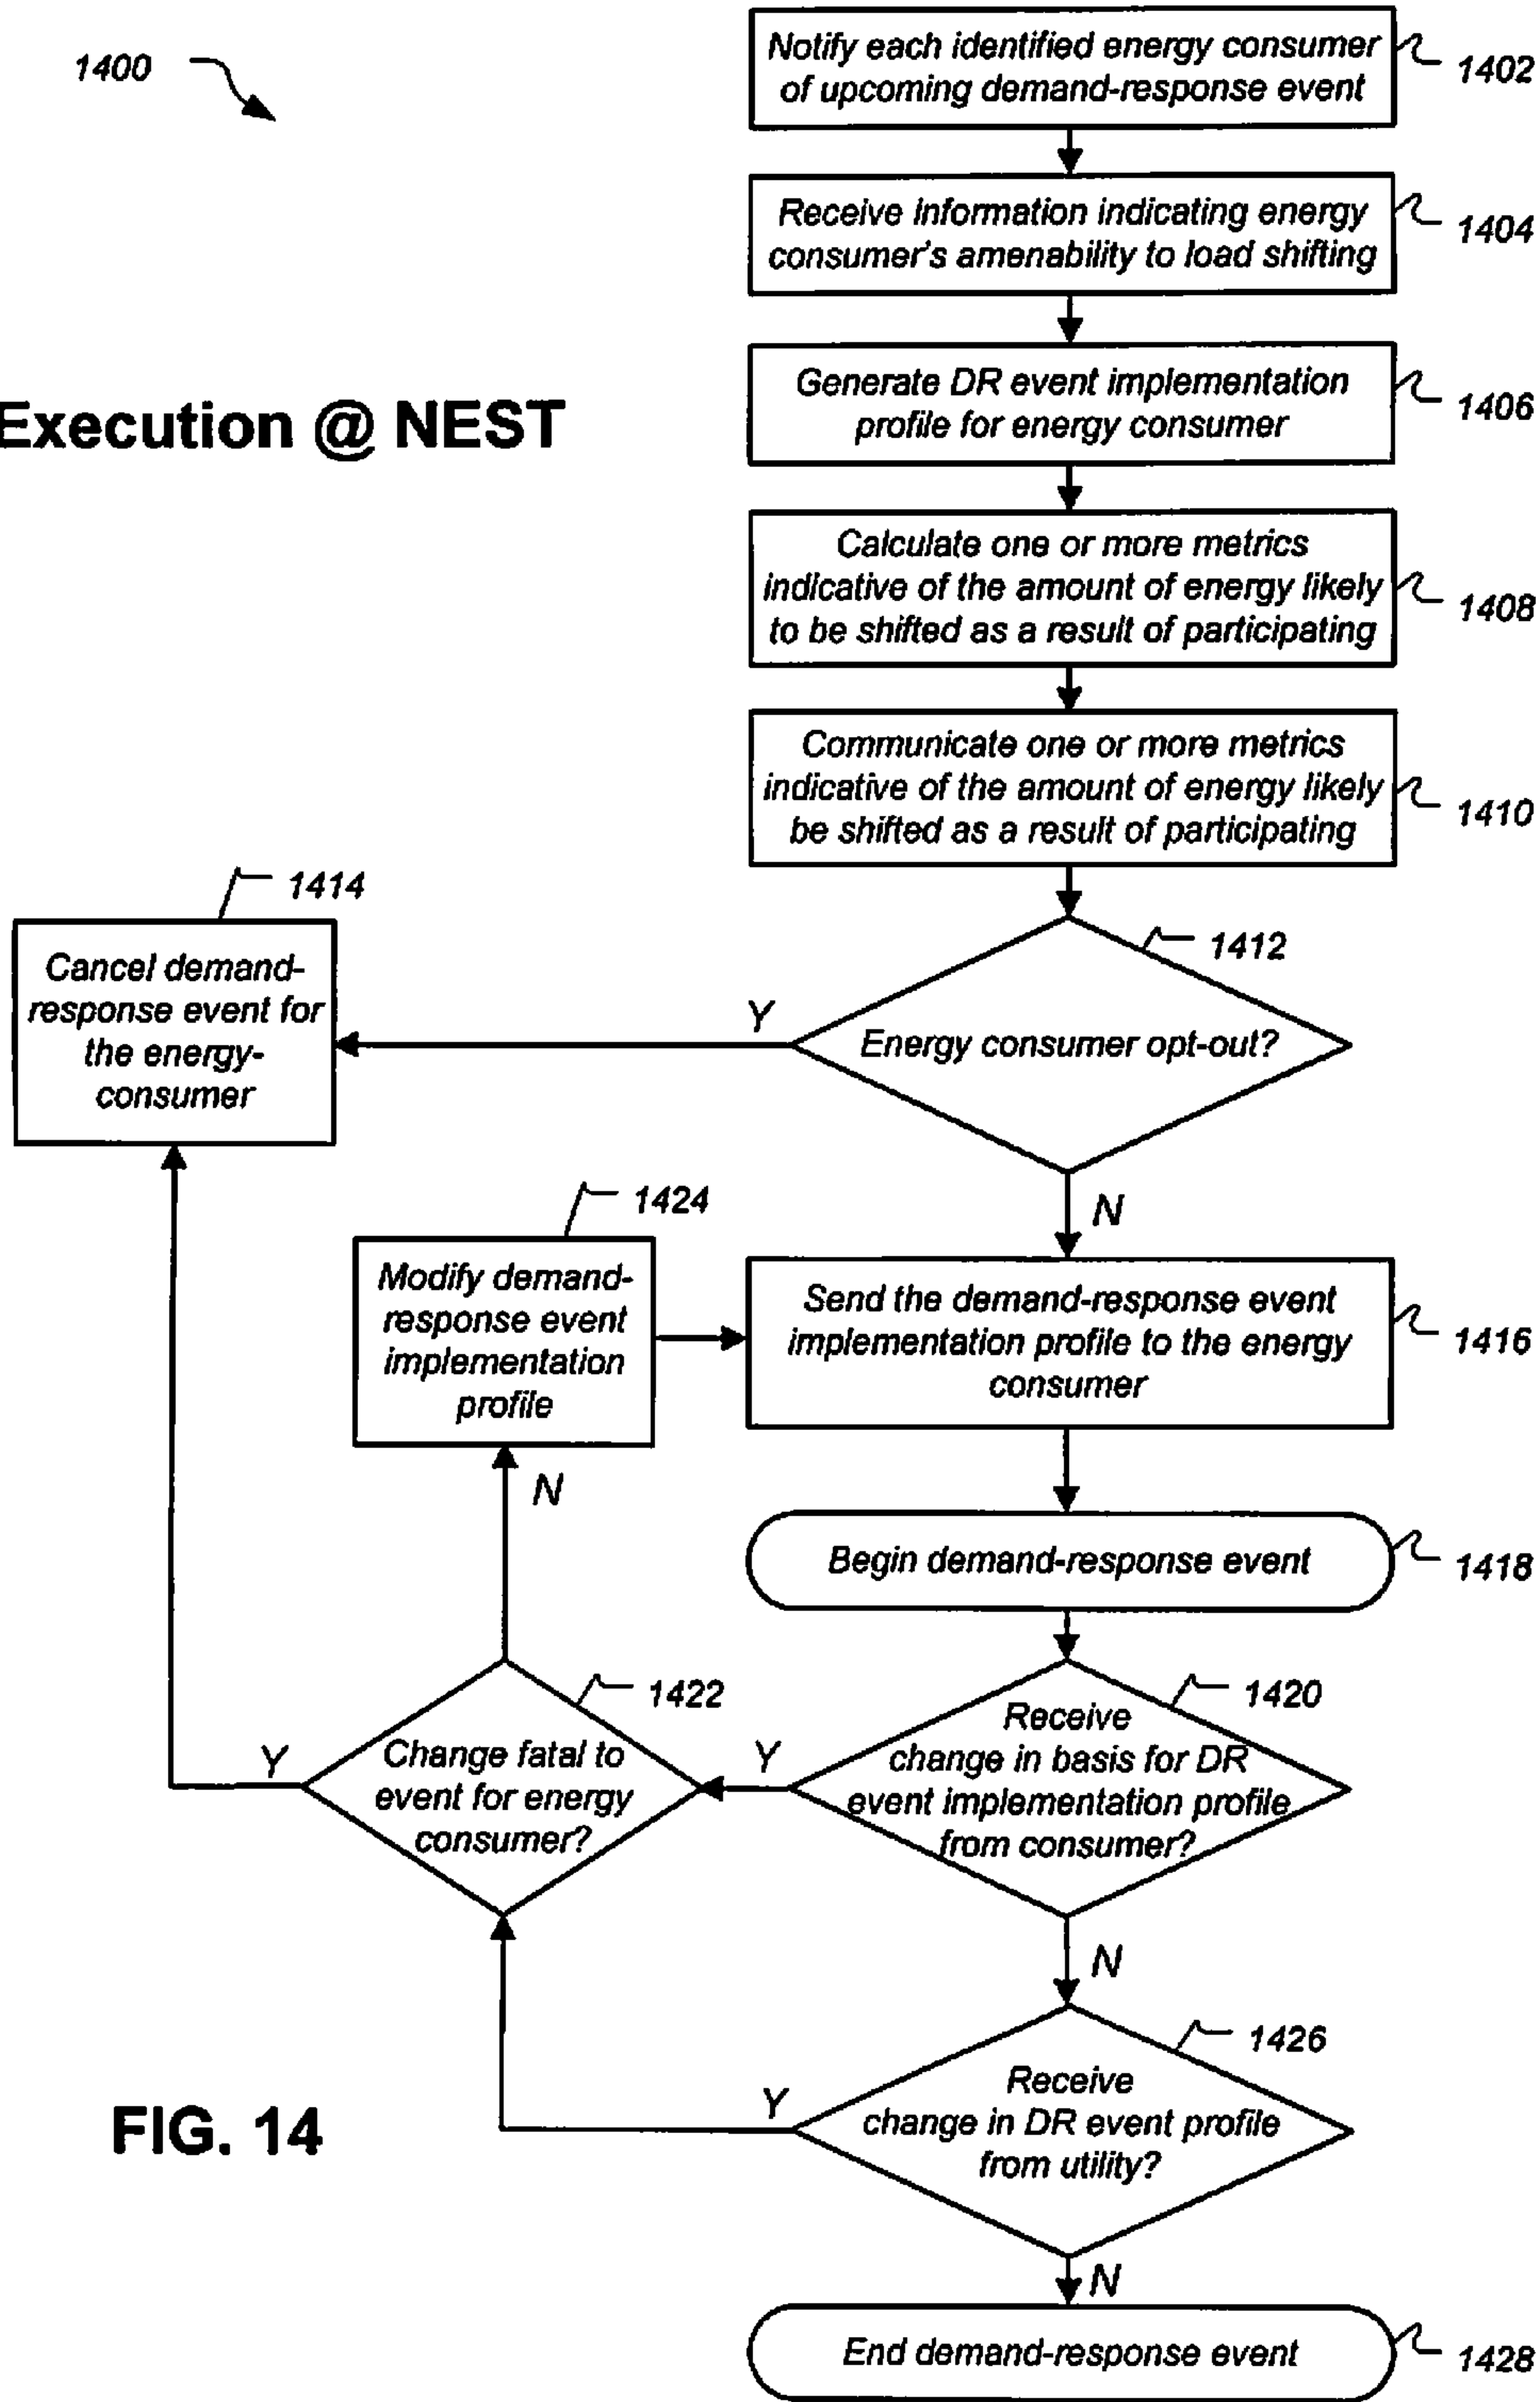 1400
Notify each identified energy consumer
of upcoming demand-response event
1402
Receive information indicating energy
consumer's amenability to load shifting
1404
Execution @ NEST
Generate DR event implementation
profile for energy consumer
1406
Calculate one or more metrics
indicative of the amount of energy likely
to be shifted as a result of participating
1408
Communicate one or more metrics
indicative of the amount of energy likely
be shifted as a result of participating
1410
1414
Cancel demand-
response event for
the energy-
consumer
1412
Y
Energy consumer opt-out?
N
1424
Modify demand-
response event
implementation
profile
Send the demand-response event
implementation profile to the energy
consumer
1416
N
Begin demand-response event
1418
1422
Y
Change fatal to
event for energy
consumer?
1420
Y
Receive
change in basis for DR
event implementation profile
from consumer?
N
1426
Y
Receive
change in DR event profile
from utility?
FIG. 14
N
End demand-response event
1428